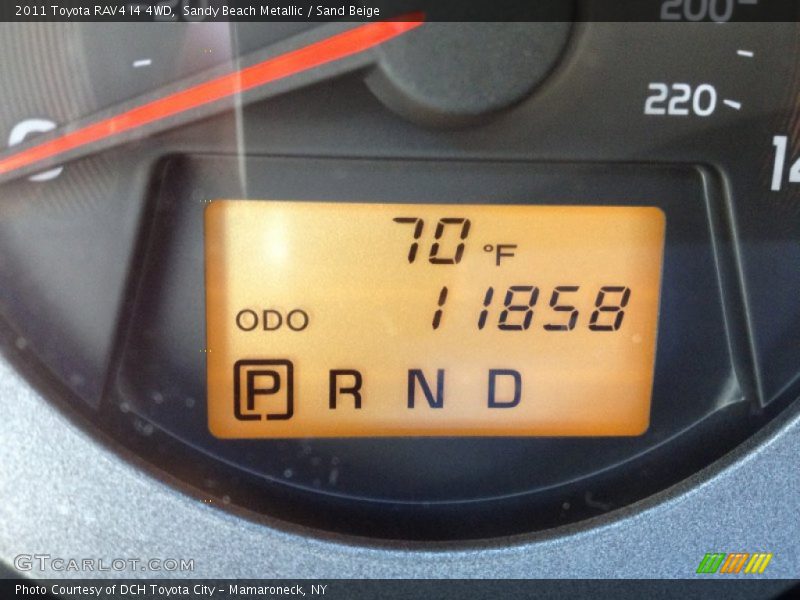 2011 Toyota RAV4 I4 4WD, Sandy Beach Metallic / Sand Beige
200
220
70 °F
ODO 11858
P R N D
GTCARLOT.COM
Photo Courtesy of DCH Toyota City – Mamaroneck, NY